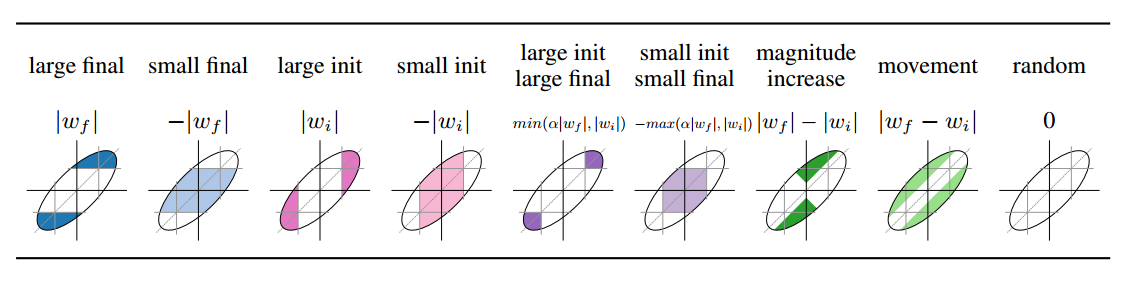 large final small final large init small init large init large final small init small final magnitude increase movement random
|w_f| −|w_f| |w_i| −|w_i| min(α|w_f|, |w_i|) −max(α|w_f|, |w_i|) |w_f| − |w_i| |w_f − w_i| 0